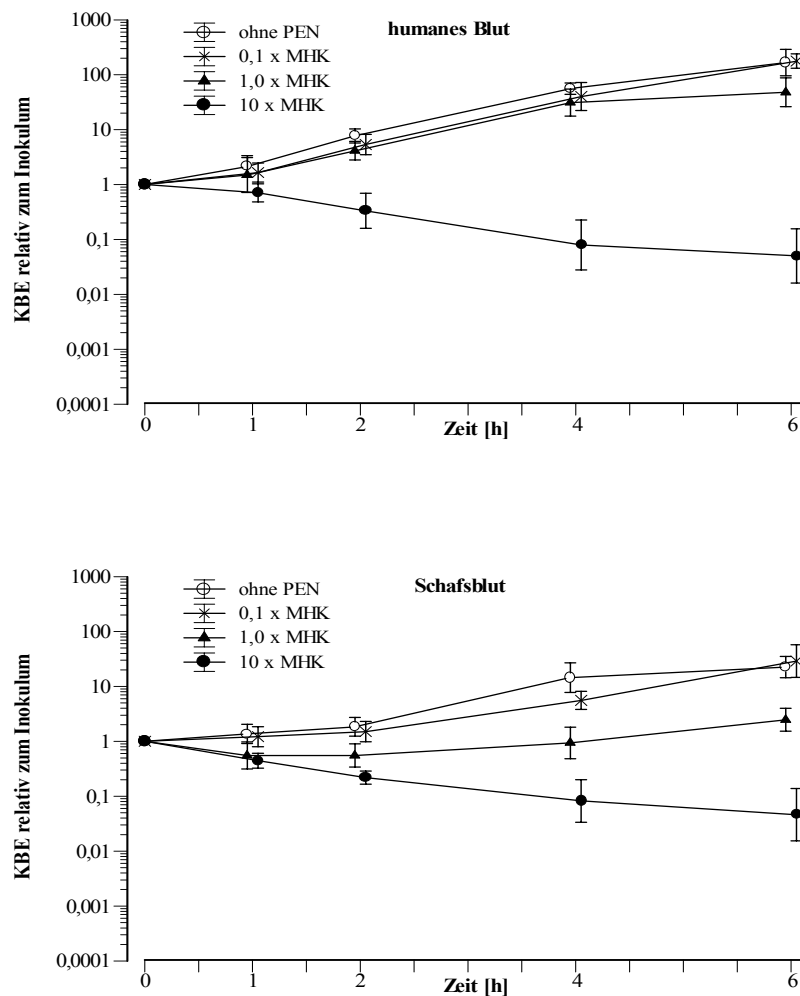 humanes Blut
ohne PEN
0,1 x MHK
1,0 x MHK
10 x MHK
KBE relativ zum Inokulum
1000
100
10
1
0,1
0,01
0,001
0,0001
0 1 2 4 6
Zeit [h]
Schafsblut
ohne PEN
0,1 x MHK
1,0 x MHK
10 x MHK
KBE relativ zum Inokulum
1000
100
10
1
0,1
0,01
0,001
0,0001
0 1 2 4 6
Zeit [h]